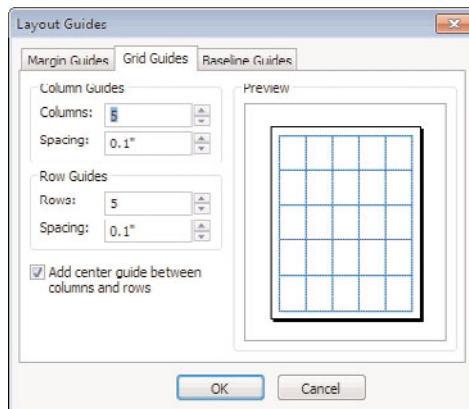 Layout Guides
Margin Guides Grid Guides Baseline Guides
Column Guides
Columns: 5
Spacing: 0.1"
Row Guides
Rows: 5
Spacing: 0.1"
Add center guide between
columns and rows
Preview
OK Cancel